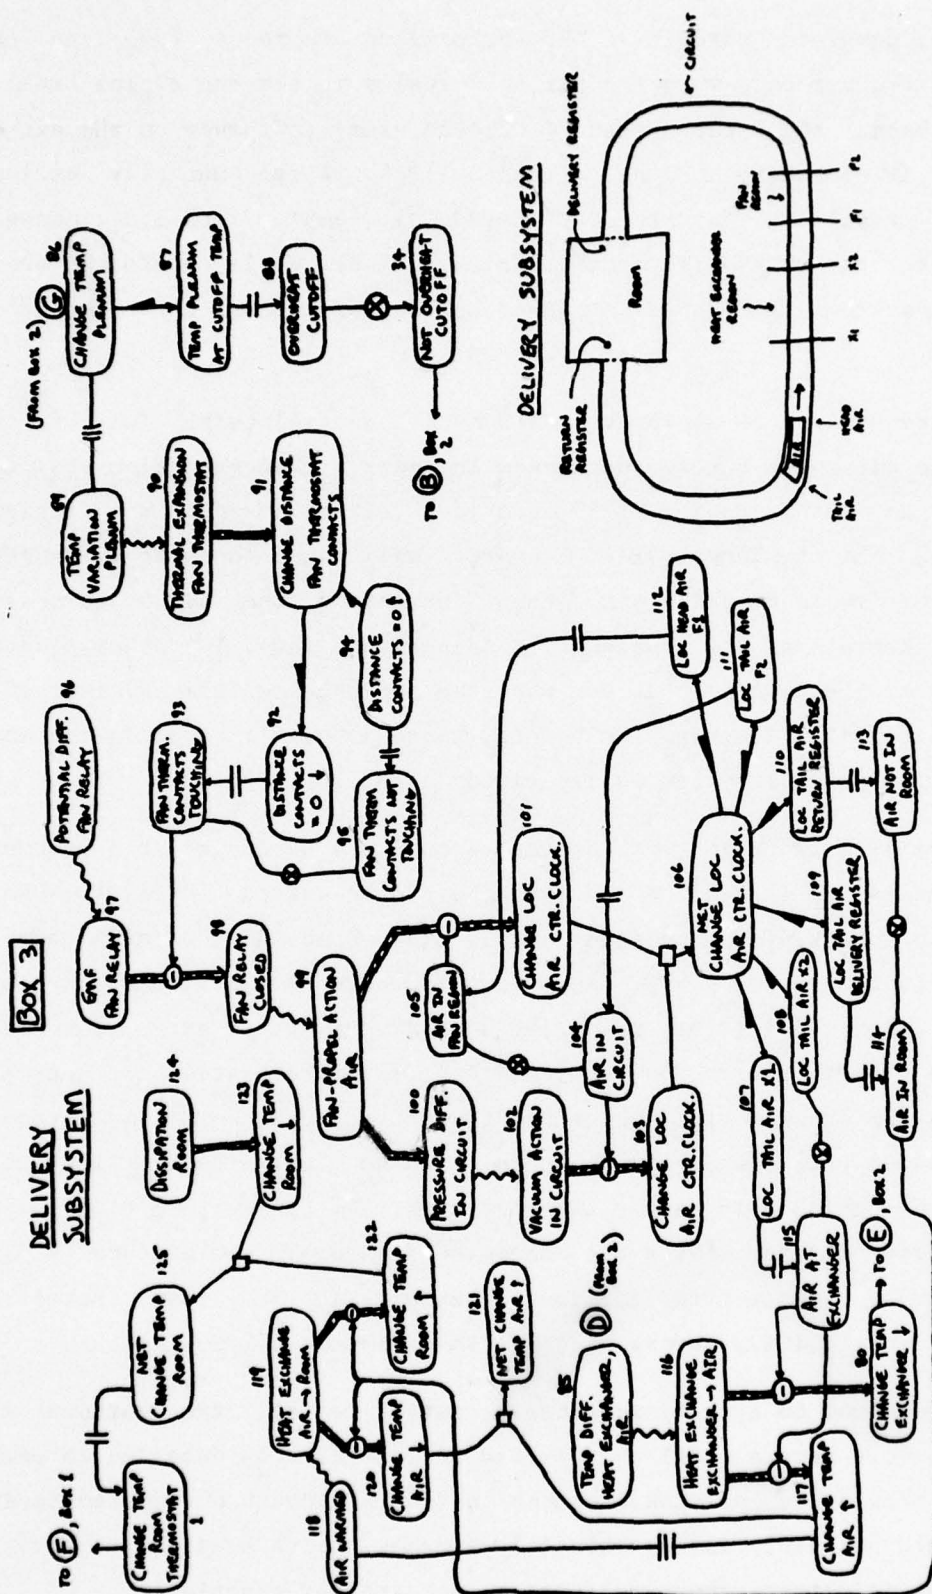 DELIVERY
SUBSYSTEM
BOX 3
TO F, BOX 1
1
CHANGE TEMP
ROOM
THERMOSTAT
125
NET
CHANGE TEMP
ROOM
124
DISSIPATION
ROOM
123
CHANGE TEMP
ROOM ↓
122
CHANGE TEMP
ROOM ↑
119
HEAT EXCHANGE
AIR → ROOM
118
AIR WARMED
120
CHANGE TEMP
AIR ↓
121
NET CHANGE
TEMP AIR ↑
D (FROM
BOX 2)
85
TEMP DIFF.
HEAT EXCHANGER,
AIR
116
HEAT EXCHANGE
EXCHANGER → AIR
117
CHANGE TEMP
AIR ↑
80
CHANGE TEMP
EXCHANGER ↓
→ TO E, BOX 2
96
POTENTIAL DIFF.
FAN RELAY
97
EMF
FAN RELAY
98
FAN RELAY
CLOSED
99
FAN-PROPEL ACTION
AIR
100
PRESSURE DIFF.
IN CIRCUIT
102
VACUUM ACTION
IN CIRCUIT
103
CHANGE LOC
AIR CTR.CLOCK.
105
AIR IN
FAN REGION
104
AIR IN
CIRCUIT
101
CHANGE LOC
AIR CTR.CLOCK.
106
NET
CHANGE LOC
AIR CTR.CLOCK.
107
LOC TAIL AIR X1
108
LOC TAIL AIR X2
109
LOC TAIL AIR
DELIVERY REGISTER
110
LOC TAIL AIR
RETURN REGISTER
111
LOC TAIL AIR
F2
112
LOC HEAD AIR
F1
113
AIR NOT IN
ROOM
114
AIR IN ROOM
115
AIR AT
EXCHANGER
(FROM BOX 2) G
86
CHANGE TEMP
PLENUM
87
TEMP PLENUM
AT CUTOFF TEMP
88
OVERHEAT
CUTOFF
34
NOT OVERHEAT
CUTOFF
TO B, BOX
2
89
TEMP
VARIATION
PLENUM
90
THERMAL EXPANSION
FAN THERMOSTAT
91
CHANGE DISTANCE
FAN THERMOSTAT
CONTACTS
92
DISTANCE
CONTACTS
= 0 ↓
93
FAN THERM.
CONTACTS
TOUCHING
94
DISTANCE
CONTACTS = 0 ↑
95
FAN THERM
CONTACTS NOT
TOUCHING
DELIVERY SUBSYSTEM
RETURN
REGISTER
DELIVERY REGISTER
ROOM
CIRCUIT
HEAT EXCHANGER
REGION
FAN
REGION
AIR
TAIL
AIR
HEAD
AIR
X1
X2
F1
F2